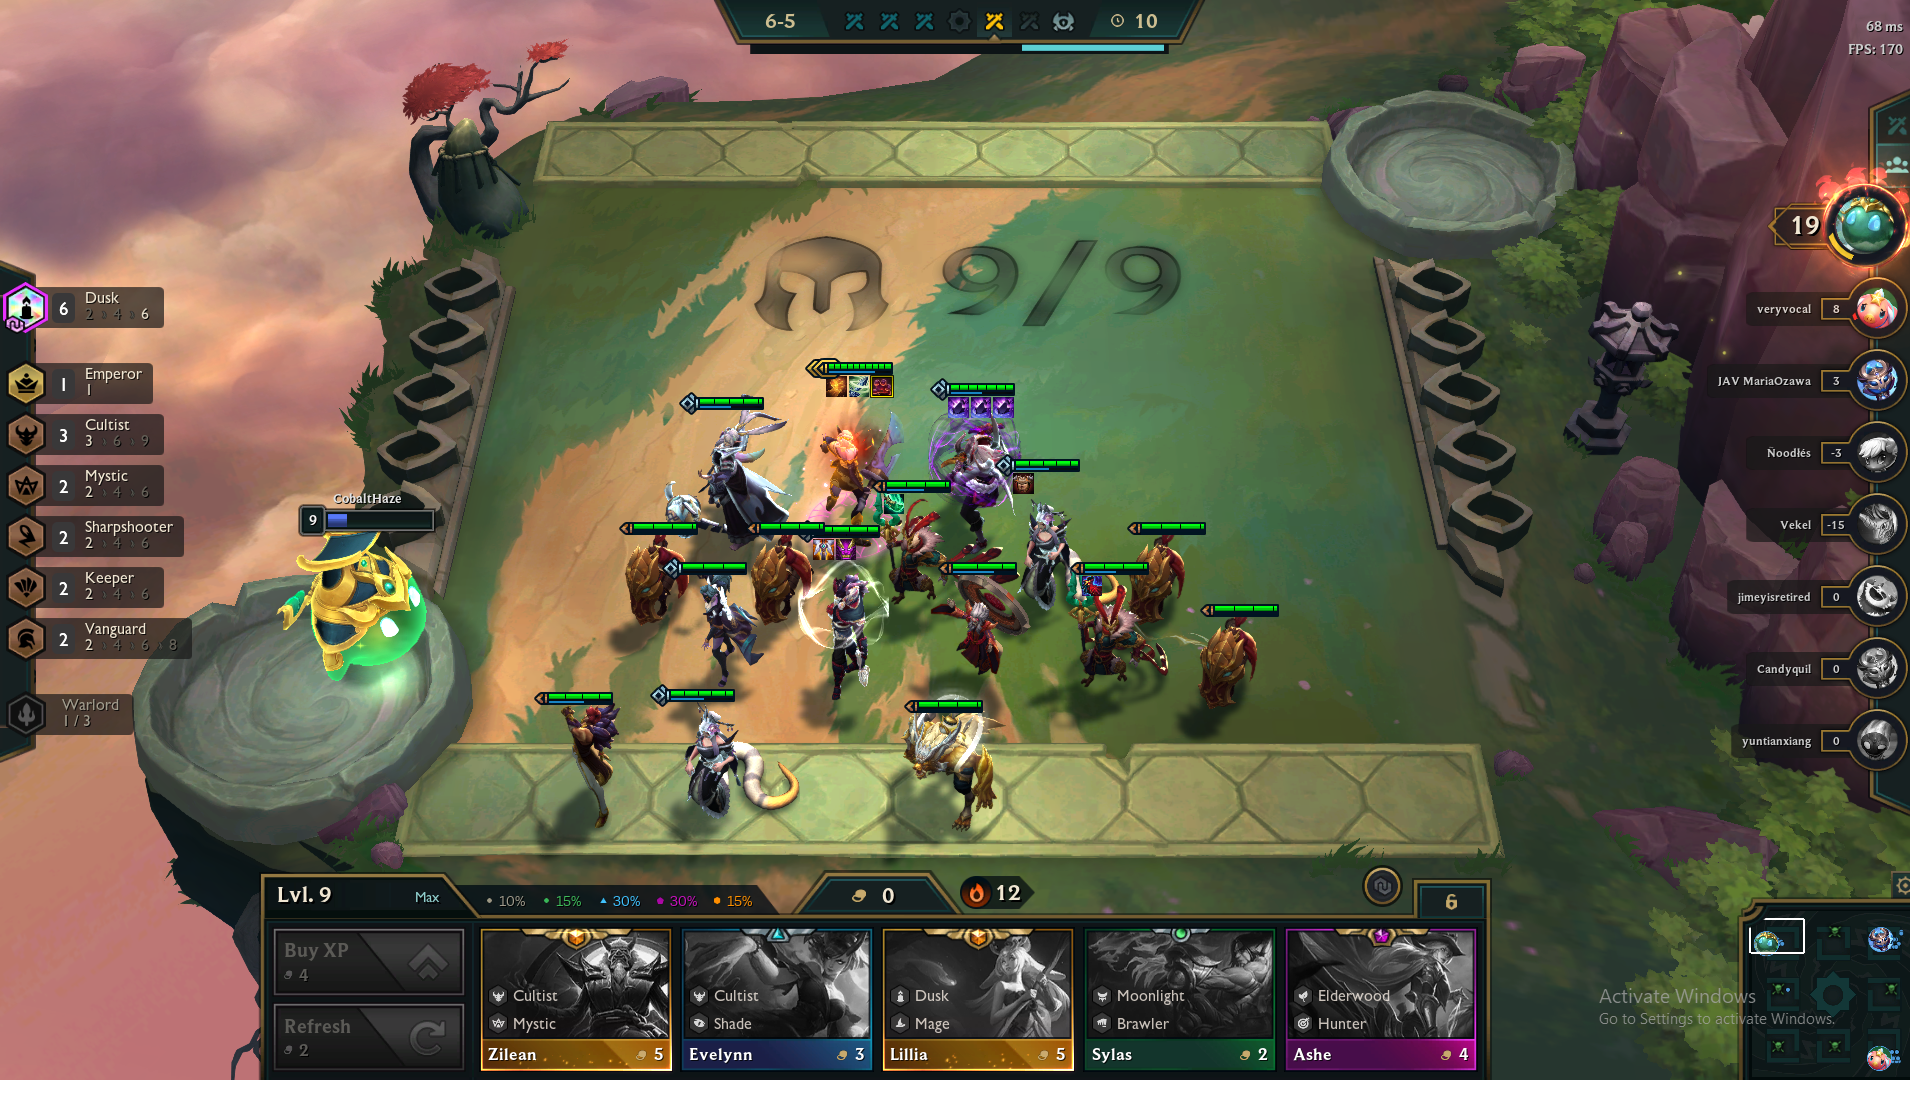 6-5
10
68 ms
FPS: 170
9/9
19
6
Dusk
2 › 4 › 6
1
Emperor
1
3
Cultist
3 › 6 › 9
2
Mystic
2 › 4 › 6
2
Sharpshooter
2 › 4 › 6
2
Keeper
2 › 4 › 6
2
Vanguard
2 › 4 › 6 › 8
Warlord
1 / 3
CobaltHaze
9
veryvocal
8
JAV MariaOzawa
3
Ñoodłés
-3
Vekel
-15
jimeyisretired
0
Candyquil
0
yuntianxiang
0
Lvl. 9
Max
10%
15%
30%
30%
15%
0
12
6
Buy XP
4
Refresh
2
Cultist
Mystic
Zilean
5
Cultist
Shade
Evelynn
3
Dusk
Mage
Lillia
5
Moonlight
Brawler
Sylas
2
Elderwood
Hunter
Ashe
4
Activate Windows
Go to Settings to activate Windows.